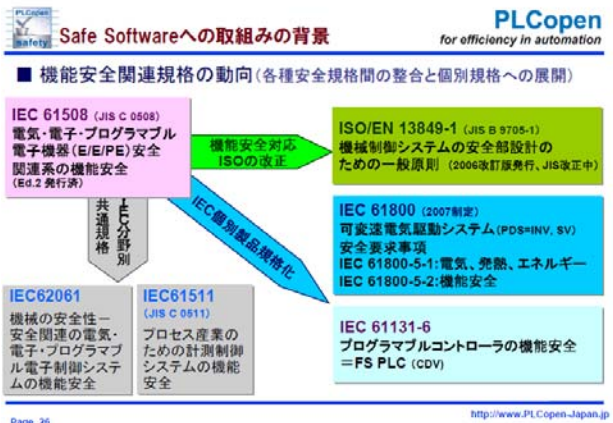 PLCopen
safety
Safe Softwareへの取組みの背景
PLCopen
for efficiency in automation
■ 機能安全関連規格の動向(各種安全規格間の整合と個別規格への展開)
IEC 61508 (JIS C 0508)
電気・電子・プログラマブル
電子機器(E/E/PE)安全
関連系の機能安全
(Ed.2 発行済)
機能安全対応
ISOの改正
ISO/EN 13849-1 (JIS B 9705-1)
機械制御システムの安全部設計の
ための一般原則 (2006改訂版発行、JIS改正中)
IEC分野別
共通規格
IEC個別製品規格化
IEC 61800 (2007制定)
可変速電気駆動システム(PDS=INV, SV)
安全要求事項
IEC 61800-5-1:電気、発熱、エネルギー
IEC 61800-5-2:機能安全
IEC62061
機械の安全性－
安全関連の電気・
電子・プログラマブ
ル電子制御システ
ムの機能安全
IEC61511
(JIS C 0511)
プロセス産業の
ための計測制御
システムの機能
安全
IEC 61131-6
プログラマブルコントローラの機能安全
＝FS PLC (CDV)
Page 36
http://www.PLCopen-Japan.jp